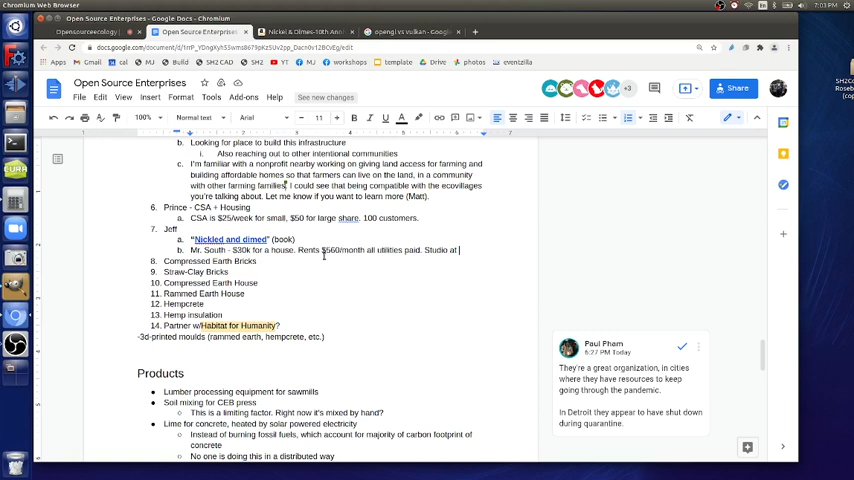 Chromium Web Browser
7:03 PM
Open Source Enterprises - Google Docs - Chromium
Opensourceecology
Open Source Enterprises
Nickel & Dimes-10th Anni
opengl vs vulkan - Google
Apps
cal
MJ
Build
SH2 CAD
SH2
YT
MJ
workshops
template
photos
eventzilla
Open Source Enterprises
File Edit View Insert Format Tools Add-ons Help
See new changes
+3
Share
100%
Normal text
Arial
11
b. Looking for place to build this infrastructure
i. Also reaching out to other intentional communities
c. I'm familiar with a nonprofit nearby working on giving land access for farming and
building affordable homes so that farmers can live on the land, in a community
with other farming families, I could see that being compatible with the ecovillages
you're talking about. Let me know if you want to learn more (Matt).
6. Prince - CSA + Housing
a. CSA is $25/week for small, $50 for large share. 100 customers.
7. Jeff
a. "Nickled and dimed" (book)
b. Mr. South - $30k for a house. Rents $560/month all utilities paid. Studio at
8. Compressed Earth Bricks
9. Straw-Clay Bricks
10. Compressed Earth House
11. Rammed Earth House
12. Hempcrete
13. Hemp insulation
14. Partner w/Habitat for Humanity?
-3d-printed moulds (rammed earth, hempcrete, etc.)
Products
● Lumber processing equipment for sawmills
● Soil mixing for CEB press
○ This is a limiting factor. Right now it's mixed by hand?
● Lime for concrete, heated by solar powered electricity
○ Instead of burning fossil fuels, which account for majority of carbon footprint of
concrete
○ No one is doing this in a distributed way
Paul Pham
5:27 PM Today
They're a great organization, in cities
where they have resources to keep
going through the pandemic.
In Detroit they appear to have shut down
during quarantine.
CURA